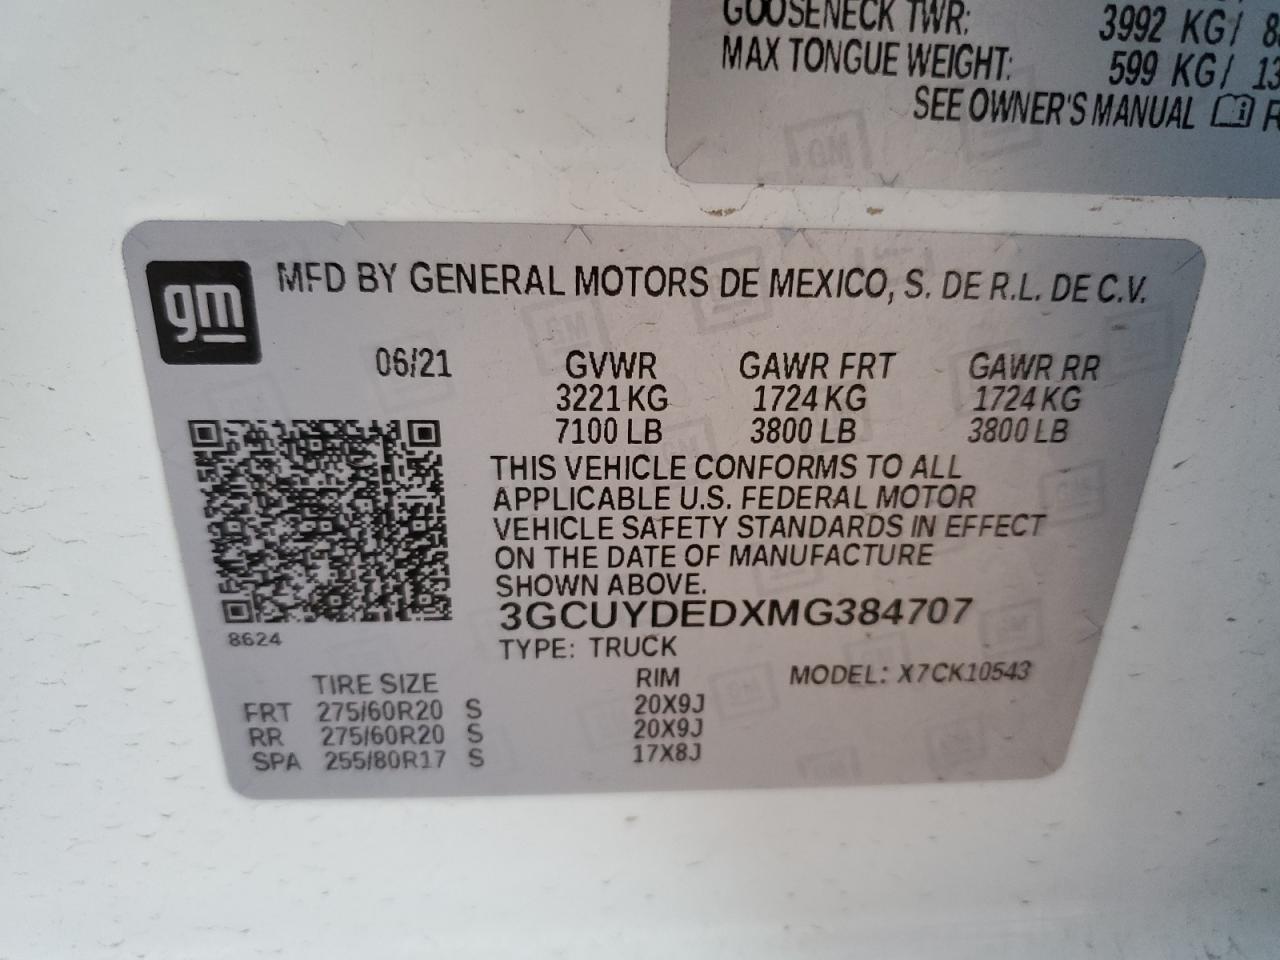 GOOSENECK TWR: 3992 KG/
MAX TONGUE WEIGHT: 599 KG/
SEE OWNER'S MANUAL
gm
MFD BY GENERAL MOTORS DE MEXICO, S. DE R.L. DE C.V.
06/21 GVWR GAWR FRT GAWR RR
3221 KG 1724 KG 1724 KG
7100 LB 3800 LB 3800 LB
THIS VEHICLE CONFORMS TO ALL
APPLICABLE U.S. FEDERAL MOTOR
VEHICLE SAFETY STANDARDS IN EFFECT
ON THE DATE OF MANUFACTURE
SHOWN ABOVE.
3GCUYDEDXMG384707
8624
TYPE: TRUCK
TIRE SIZE RIM MODEL: X7CK10543
FRT 275/60R20 S 20X9J
RR 275/60R20 S 20X9J
SPA 255/80R17 S 17X8J